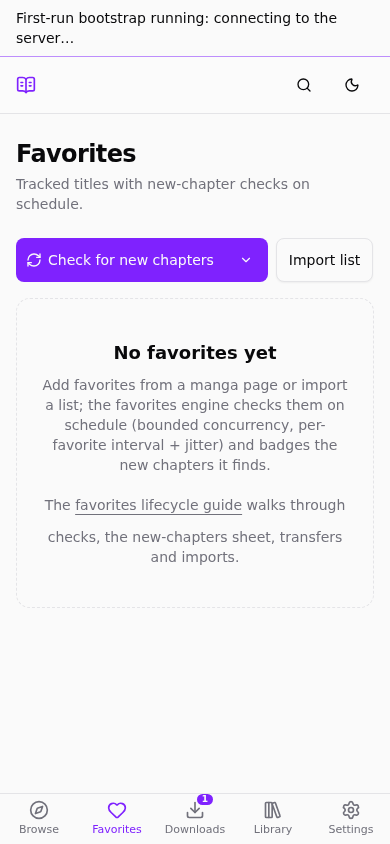 First-run bootstrap running: connecting to the
server…
Favorites
Tracked titles with new-chapter checks on
schedule.
Check for new chapters
Import list
No favorites yet
Add favorites from a manga page or import
a list; the favorites engine checks them on
schedule (bounded concurrency, per-
favorite interval + jitter) and badges the
new chapters it finds.
The favorites lifecycle guide walks through
checks, the new-chapters sheet, transfers
and imports.
1
Browse
Favorites
Downloads
Library
Settings